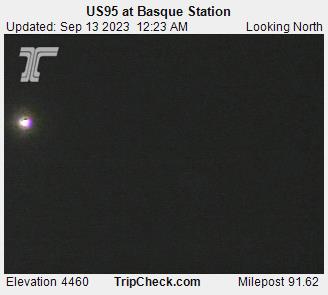 US95 at Basque Station
Updated: Sep 13 2023 12:23 AM Looking North
Elevation 4460 TripCheck.com Milepost 91.62